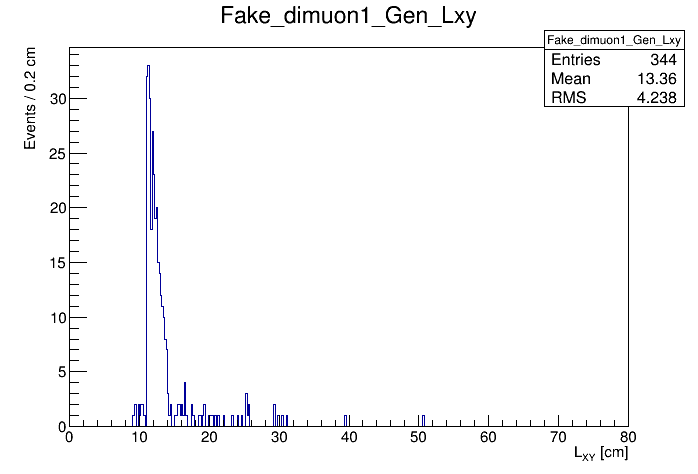 Fake_dimuon1_Gen_Lxy
Fake_dimuon1_Gen_Lxy
Entries 344
Mean 13.36
RMS 4.238
Events / 0.2 cm
30
25
20
15
10
5
0
0 10 20 30 40 50 60 70 80
L_XY [cm]